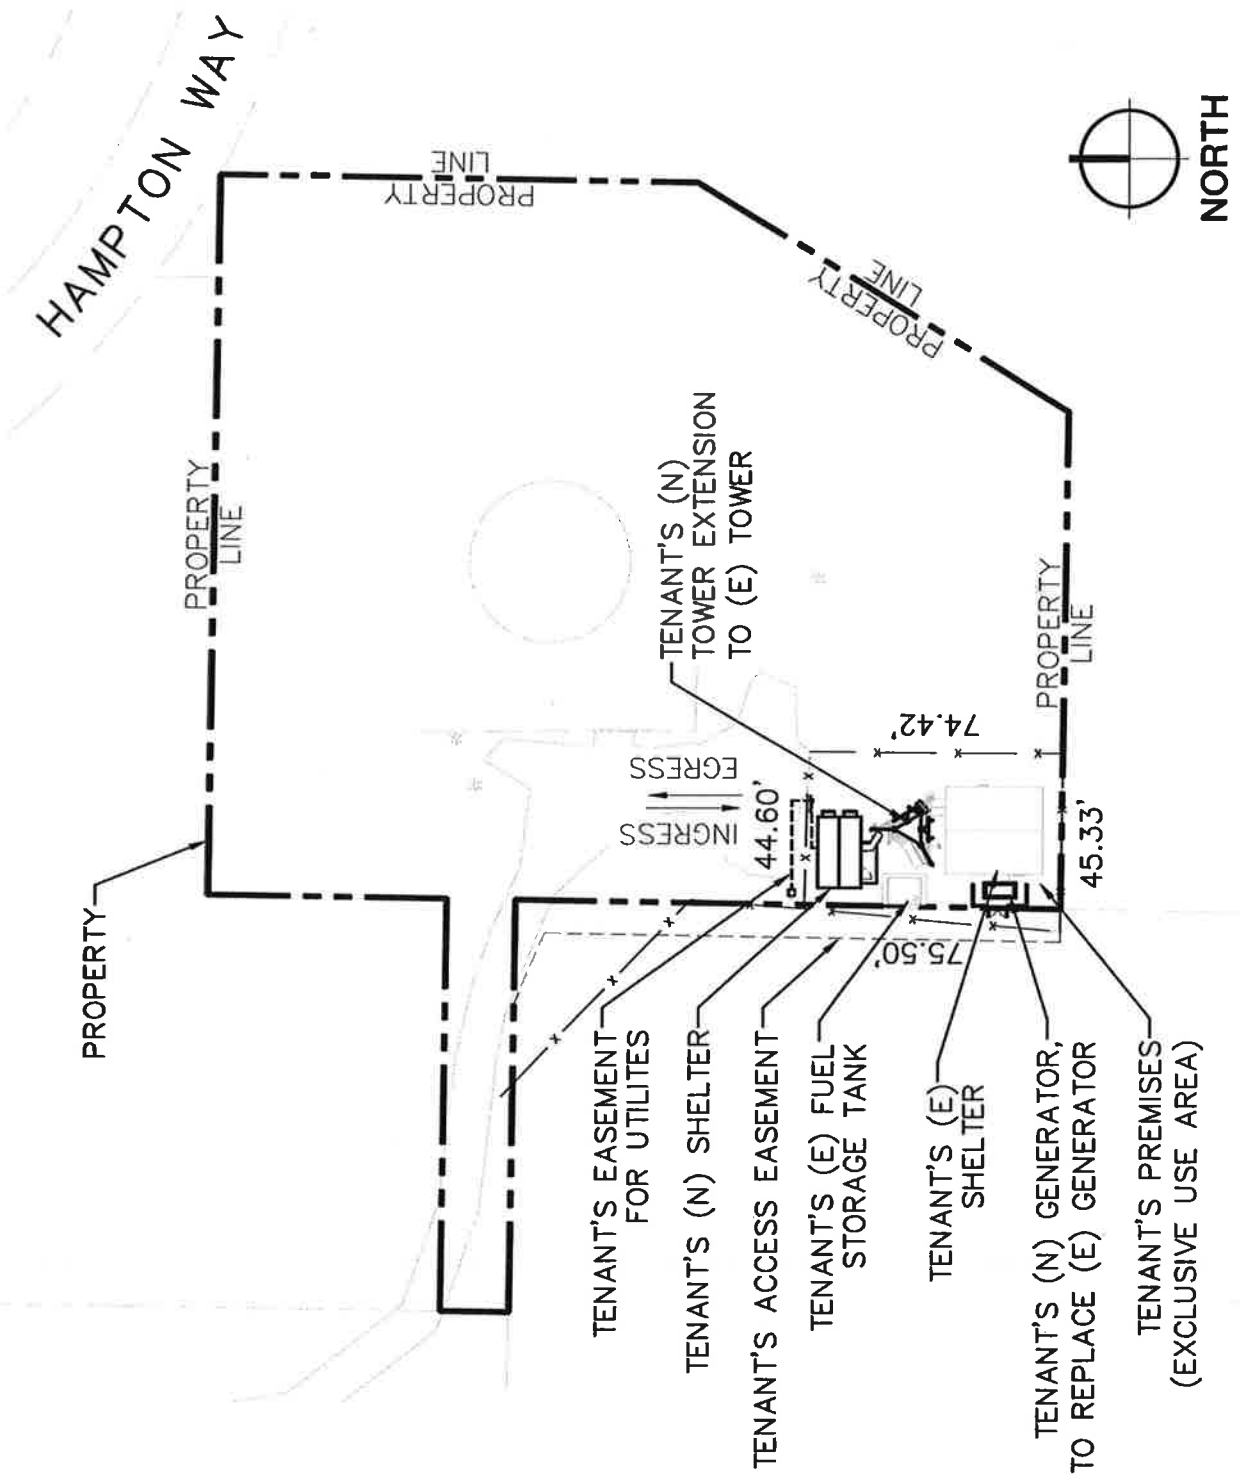 HAMPTON WAY
PROPERTY
LINE
PROPERTY
LINE
PROPERTY
LINE
PROPERTY
LINE
NORTH
PROPERTY
TENANT'S (N)
TOWER EXTENSION
TO (E) TOWER
INGRESS
EGRESS
44.60'
74.42'
45.33'
75.50'
TENANT'S EASEMENT
FOR UTILITES
TENANT'S (N) SHELTER
TENANT'S ACCESS EASEMENT
TENANT'S (E) FUEL
STORAGE TANK
TENANT'S (E)
SHELTER
TENANT'S (N) GENERATOR,
TO REPLACE (E) GENERATOR
TENANT'S PREMISES
(EXCLUSIVE USE AREA)